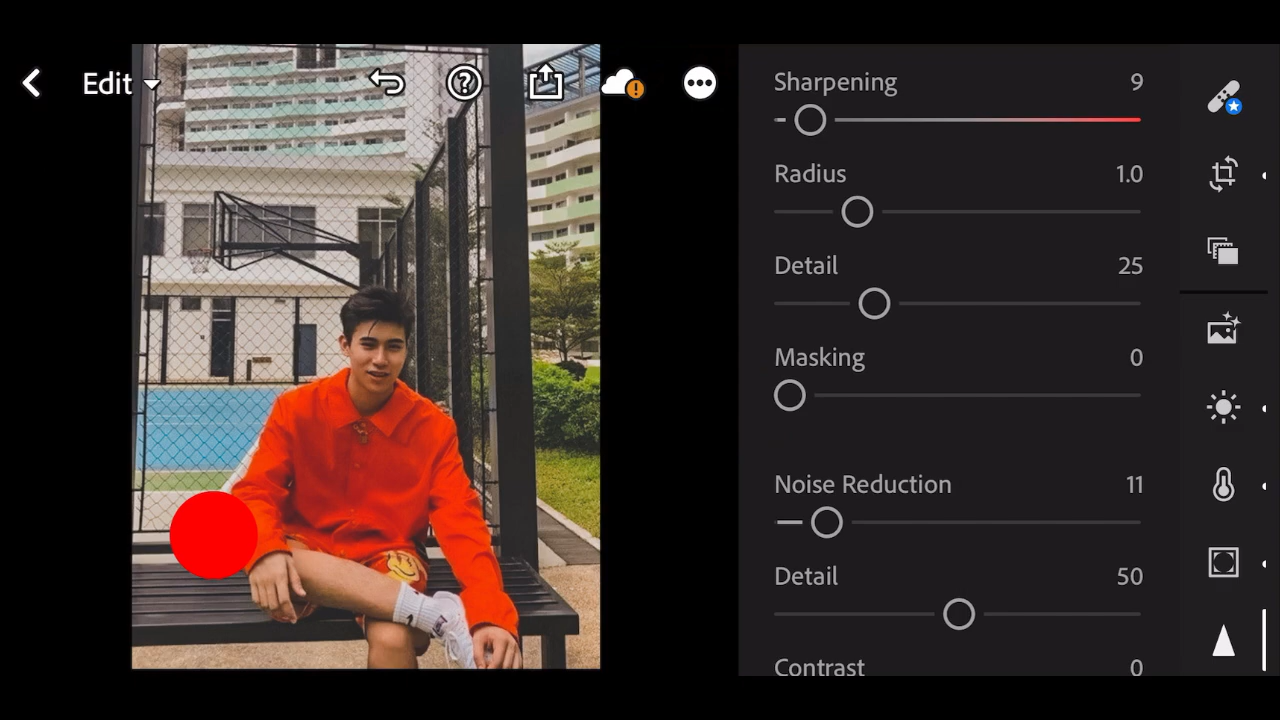 Edit
Sharpening 9
Radius 1.0
Detail 25
Masking 0
Noise Reduction 11
Detail 50
Contrast 0